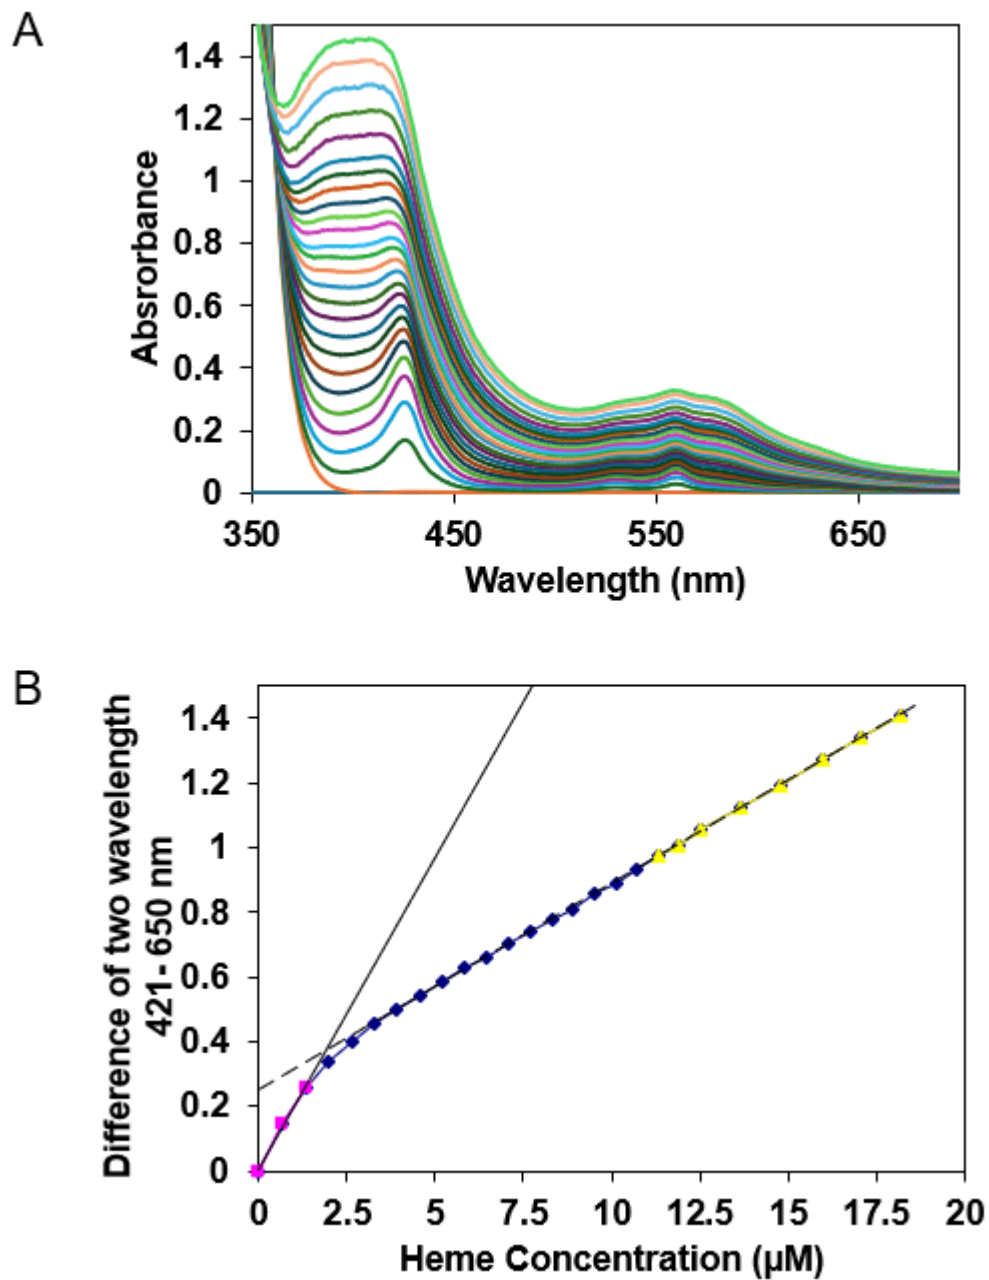 A
1.4
1.2
1
0.8
0.6
0.4
0.2
0
Absrorbance
350 450 550 650
Wavelength (nm)
B
1.4
1.2
1
0.8
0.6
0.4
0.2
0
Difference of two wavelength
421- 650 nm
0 2.5 5 7.5 10 12.5 15 17.5 20
Heme Concentration (µM)